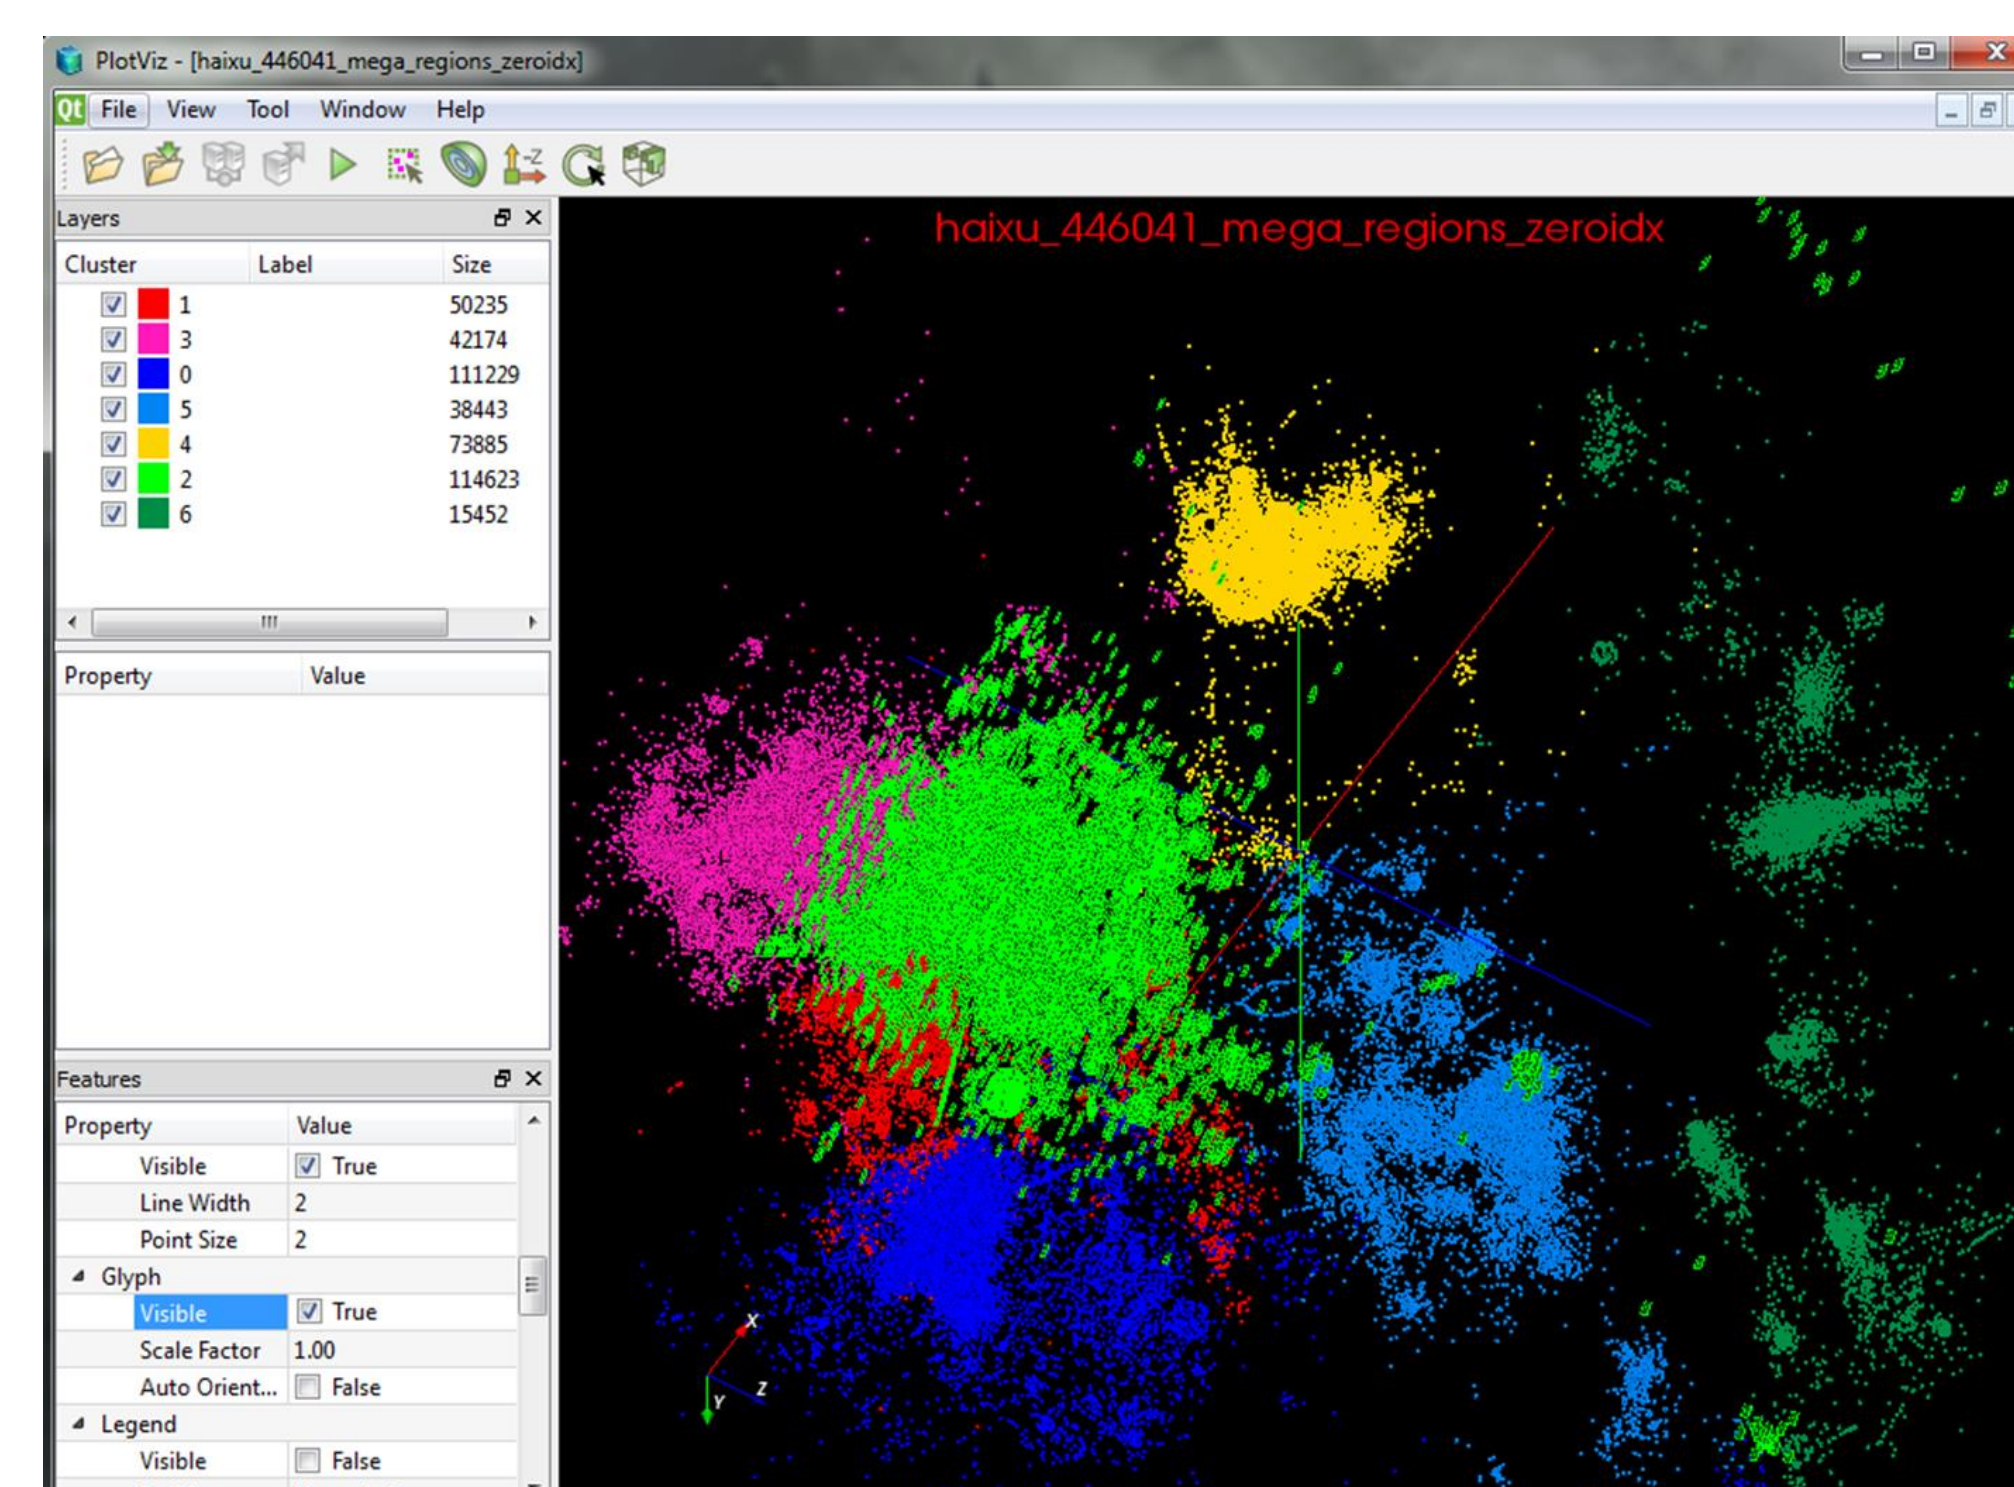 PlotViz - [haixu_446041_mega_regions_zeroidx]
Qt File View Tool Window Help
-Z
Layers
haixu_446041_mega_regions_zeroidx
Cluster Label Size
1 50235
3 42174
0 111229
5 38443
4 73885
2 114623
6 15452
Property Value
Features
Property Value
Visible True
Line Width 2
Point Size 2
Glyph
Visible True
Scale Factor 1.00
Auto Orient... False
Legend
Visible False
X
Z
Y